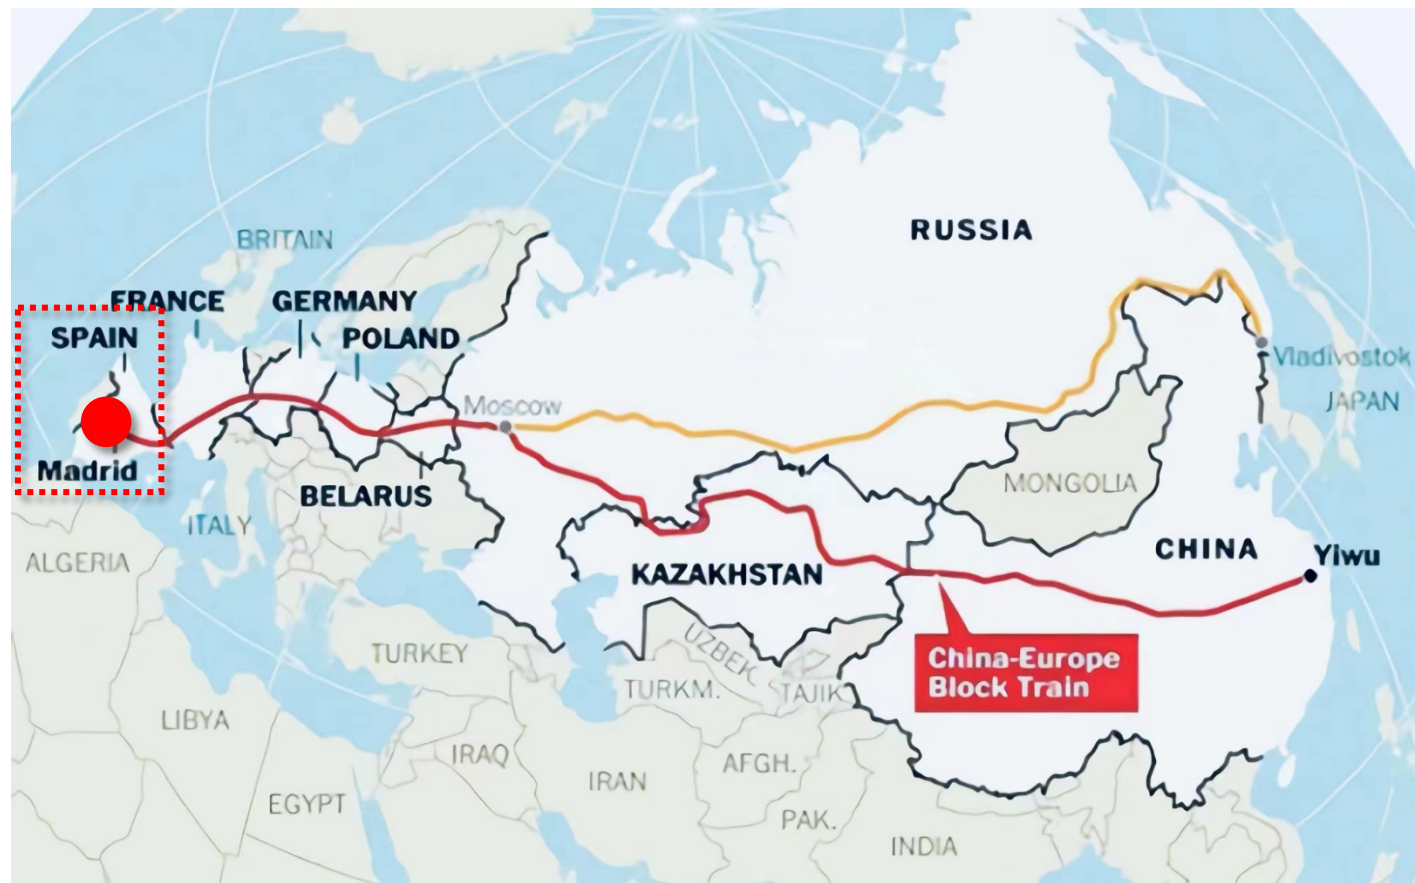 RUSSIA
BRITAIN
FRANCE
GERMANY
SPAIN
POLAND
Vladivostok
JAPAN
Moscow
Madrid
MONGOLIA
BELARUS
ITALY
ALGERIA
CHINA
Yiwu
KAZAKHSTAN
TURKEY
UZBEK.
China-Europe
Block Train
TURKM.
TAJIK.
LIBYA
IRAQ
IRAN
AFGH.
EGYPT
PAK.
INDIA